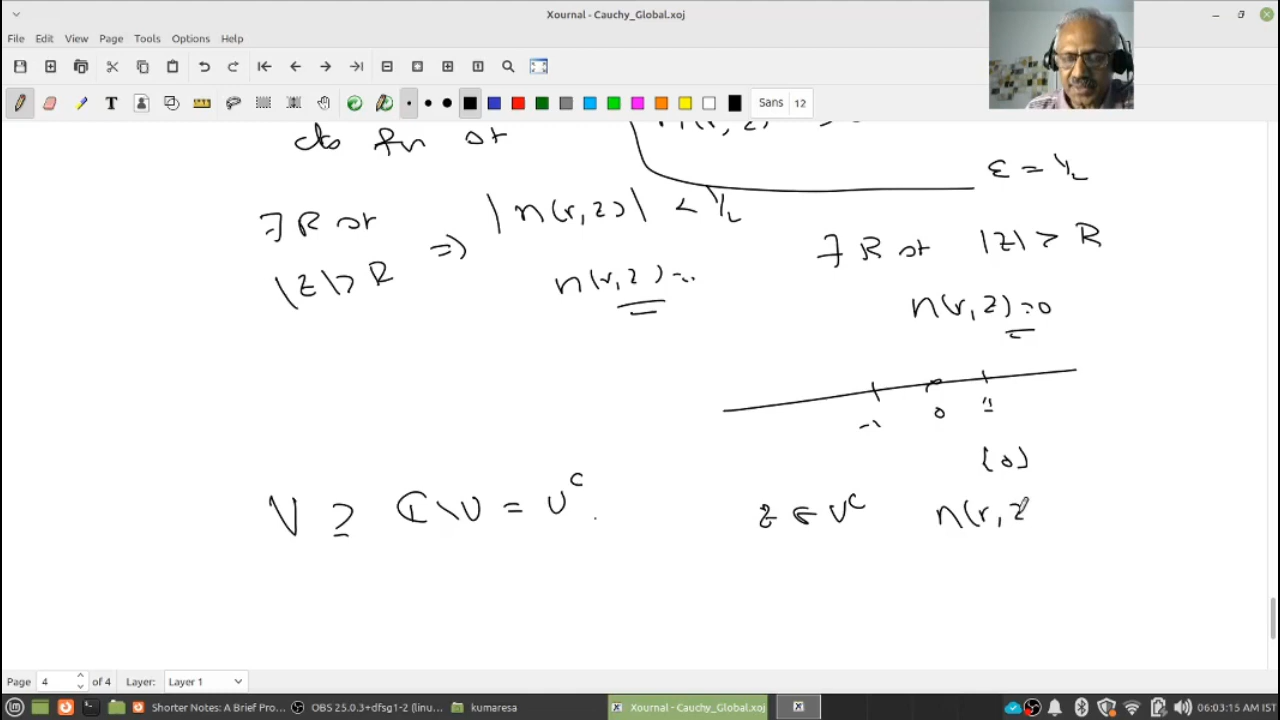 Xournal - Cauchy_Global.xoj
File Edit View Page Tools Options Help
Sans 12
cts fn st
ε = 1/2
∃ R st
|z| > R ⇒ |n(r, z)| < 1/2
n(r, z) =
∃ R st |z| > R
n(r, z) = 0
-1 0 1
{0}
V ⊇ ℂ\U = U^c.
z ∈ U^c n(r, z
Page 4 of 4 Layer: Layer 1
Shorter Notes: A Brief Pro... OBS 25.0.3+dfsg1-2 (linu... kumaresa Xournal - Cauchy_Global.xoj 06:03:15 AM IST